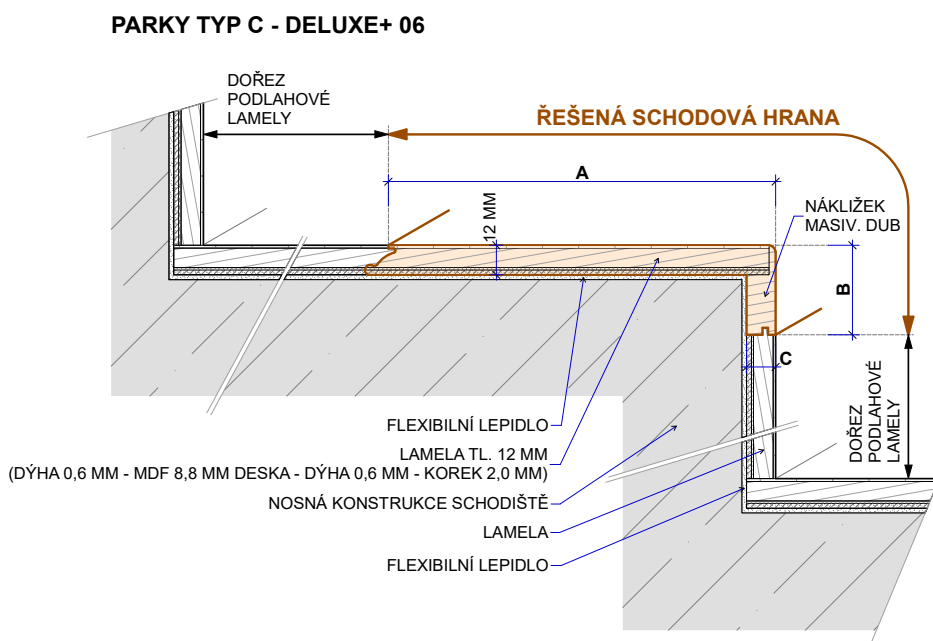 PARKY TYP C - DELUXE+ 06
DOŘEZ
PODLAHOVÉ
LAMELY
ŘEŠENÁ SCHODOVÁ HRANA
A
12 MM
NÁKLIŽEK
MASIV. DUB
B
C
DOŘEZ
PODLAHOVÉ
LAMELY
FLEXIBILNÍ LEPIDLO
LAMELA TL. 12 MM
(DÝHA 0,6 MM - MDF 8,8 MM DESKA - DÝHA 0,6 MM - KOREK 2,0 MM)
NOSNÁ KONSTRUKCE SCHODIŠTĚ
LAMELA
FLEXIBILNÍ LEPIDLO